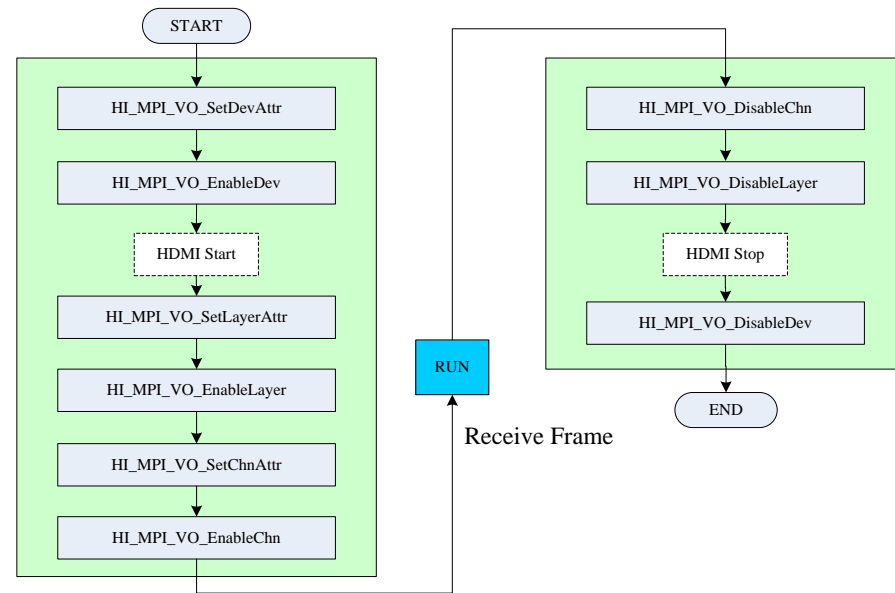 START
HI_MPI_VO_SetDevAttr
HI_MPI_VO_EnableDev
HDMI Start
HI_MPI_VO_SetLayerAttr
HI_MPI_VO_EnableLayer
HI_MPI_VO_SetChnAttr
HI_MPI_VO_EnableChn
RUN
Receive Frame
HI_MPI_VO_DisableChn
HI_MPI_VO_DisableLayer
HDMI Stop
HI_MPI_VO_DisableDev
END